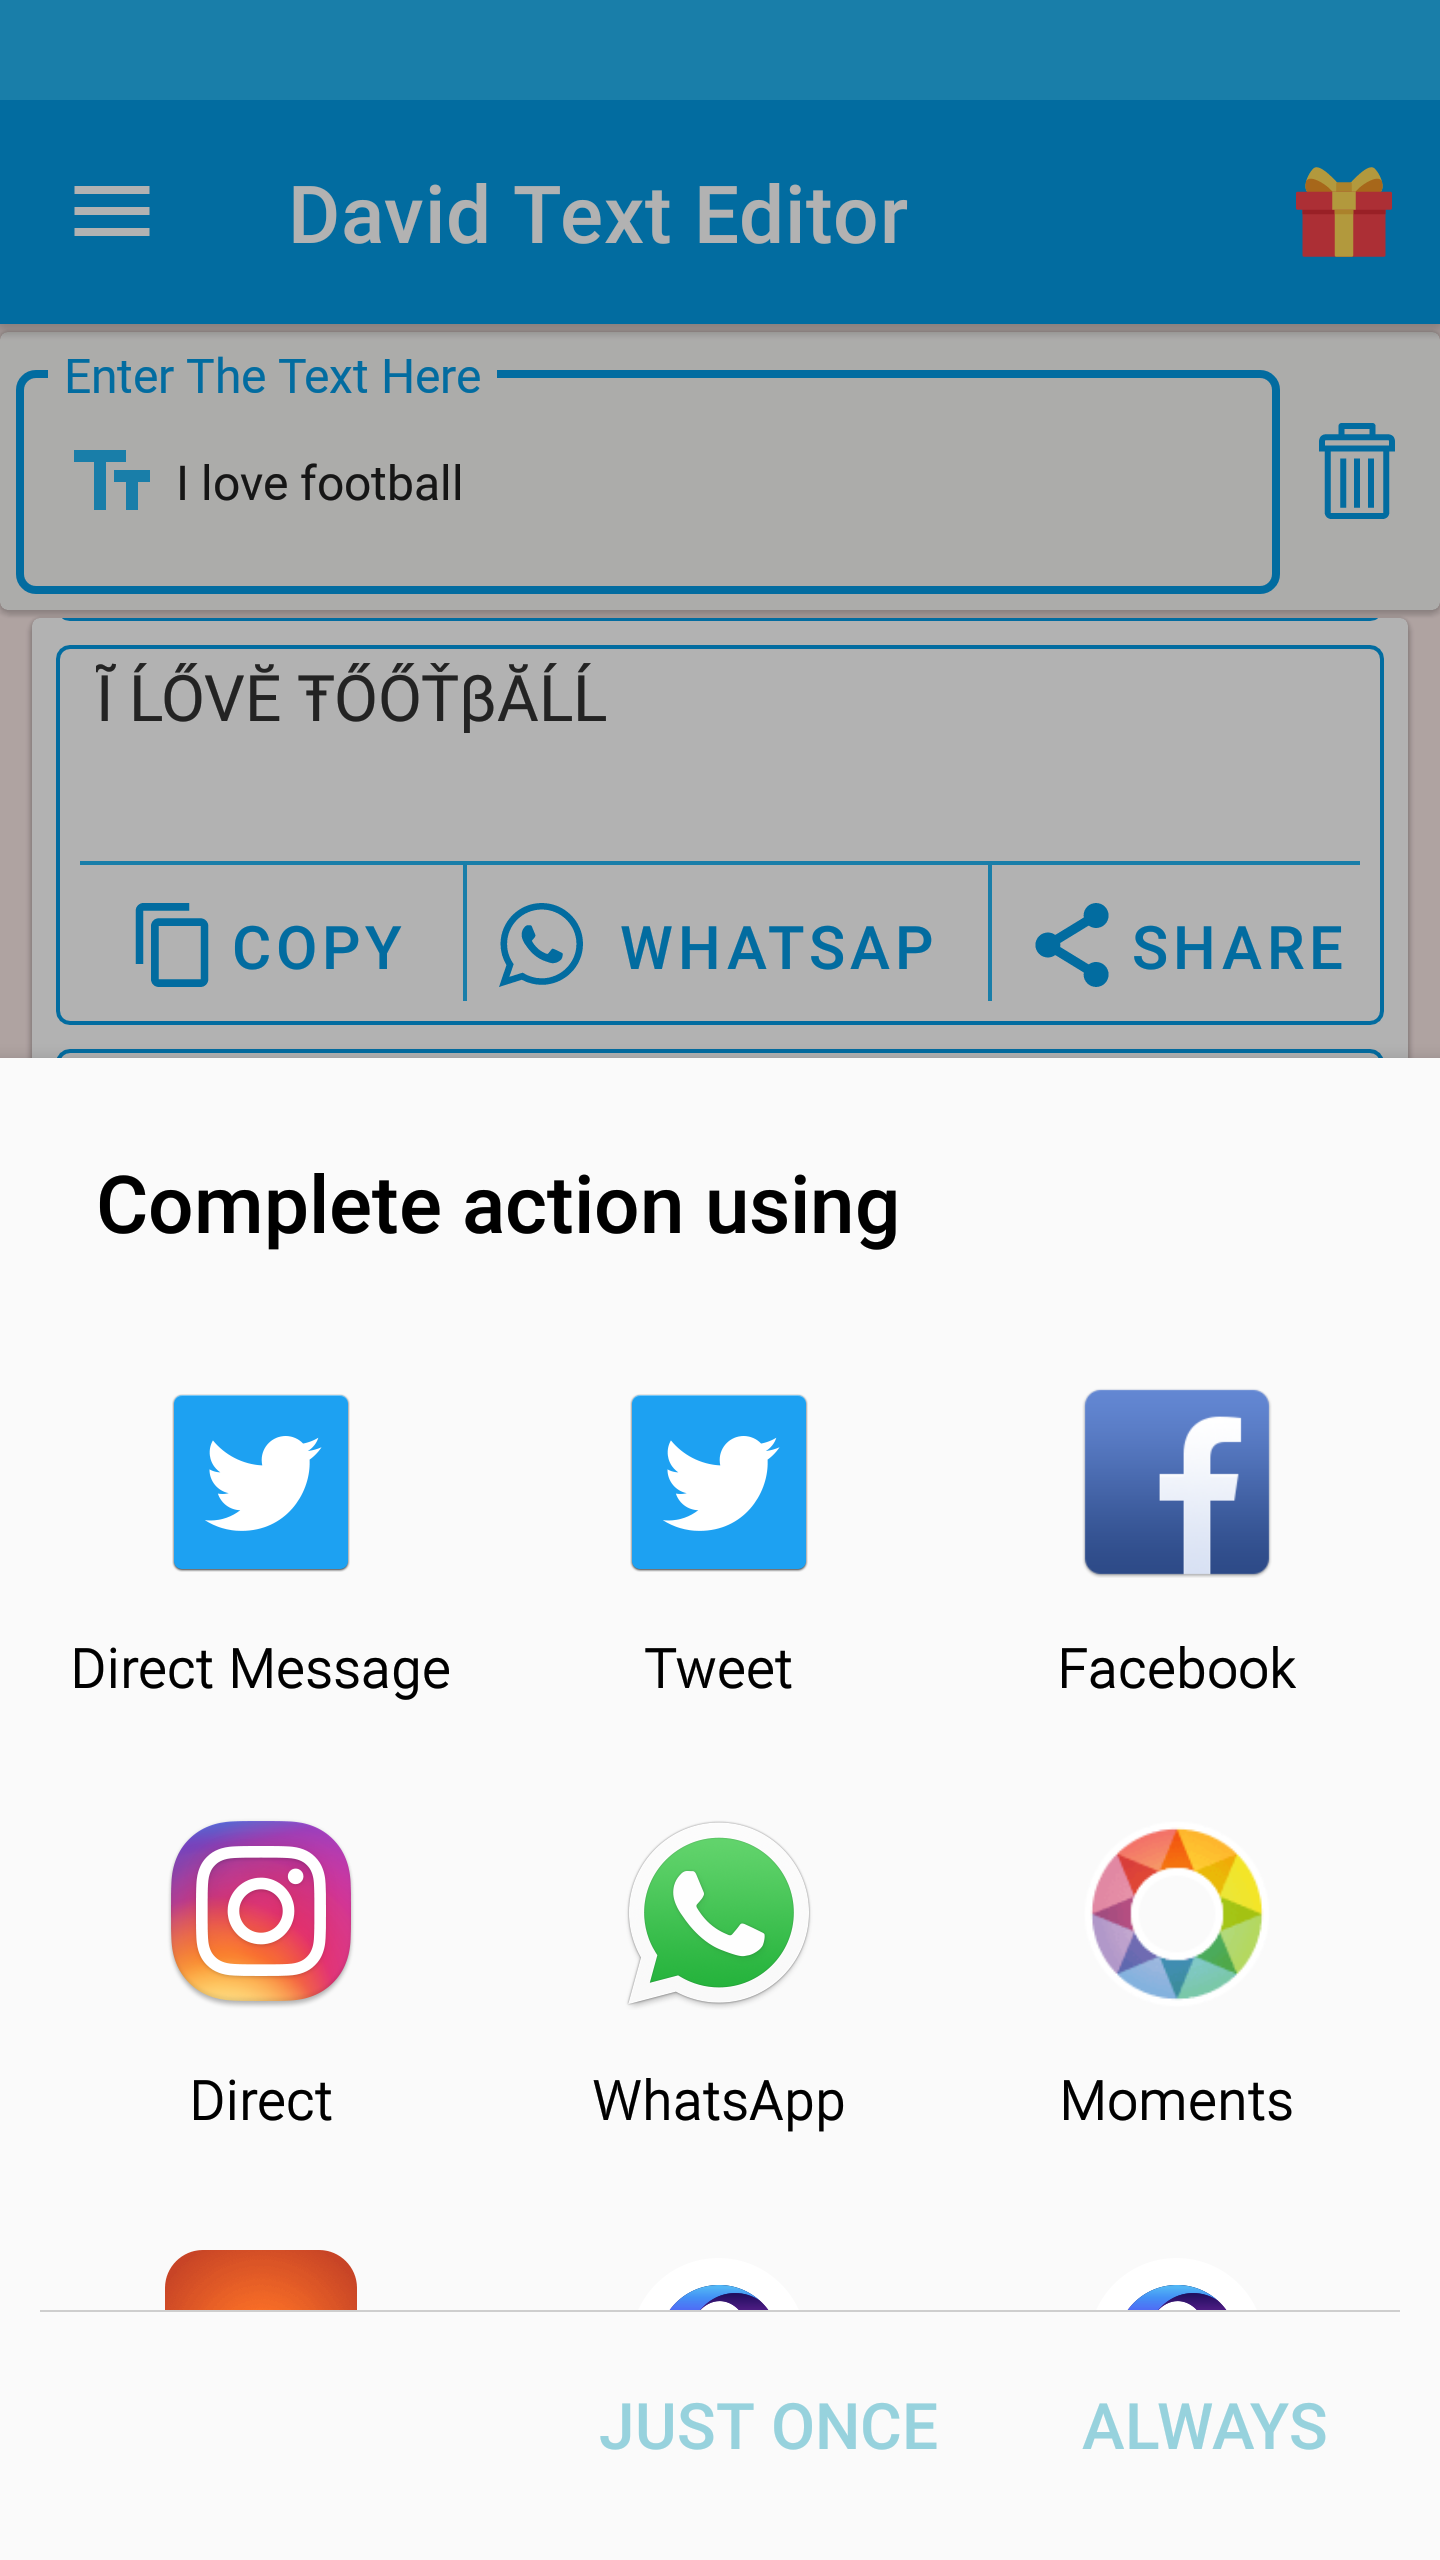 David Text Editor
Enter The Text Here
I love football
Ĩ ĹŐVĔ ŦŐŐŤβĂĹĹ
COPY WHATSAP SHARE
Complete action using
Direct Message Tweet Facebook
Direct WhatsApp Moments
JUST ONCE ALWAYS